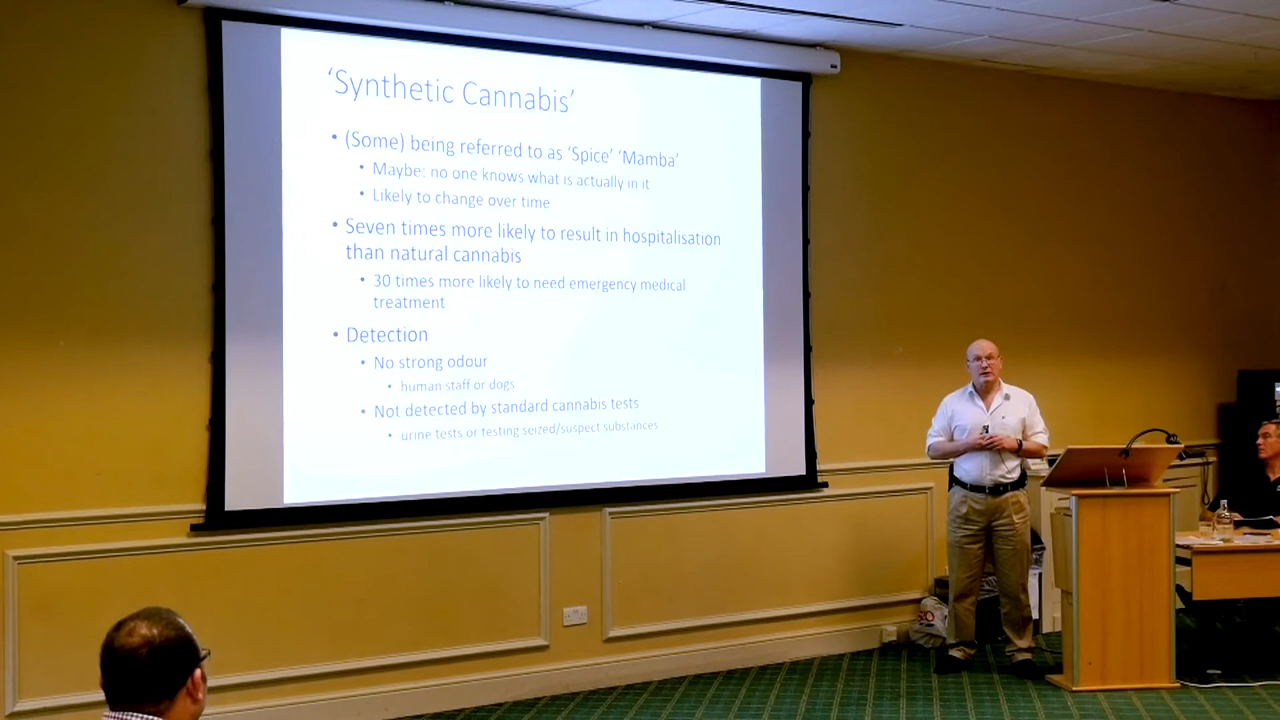 ‘Synthetic Cannabis’
• (Some) being referred to as ‘Spice’ ‘Mamba’
• Maybe: no one knows what is actually in it
• Likely to change over time
• Seven times more likely to result in hospitalisation
than natural cannabis
• 30 times more likely to need emergency medical
treatment
• Detection
• No strong odour
• human staff or dogs
• Not detected by standard cannabis tests
• urine tests or testing seized/suspect substances